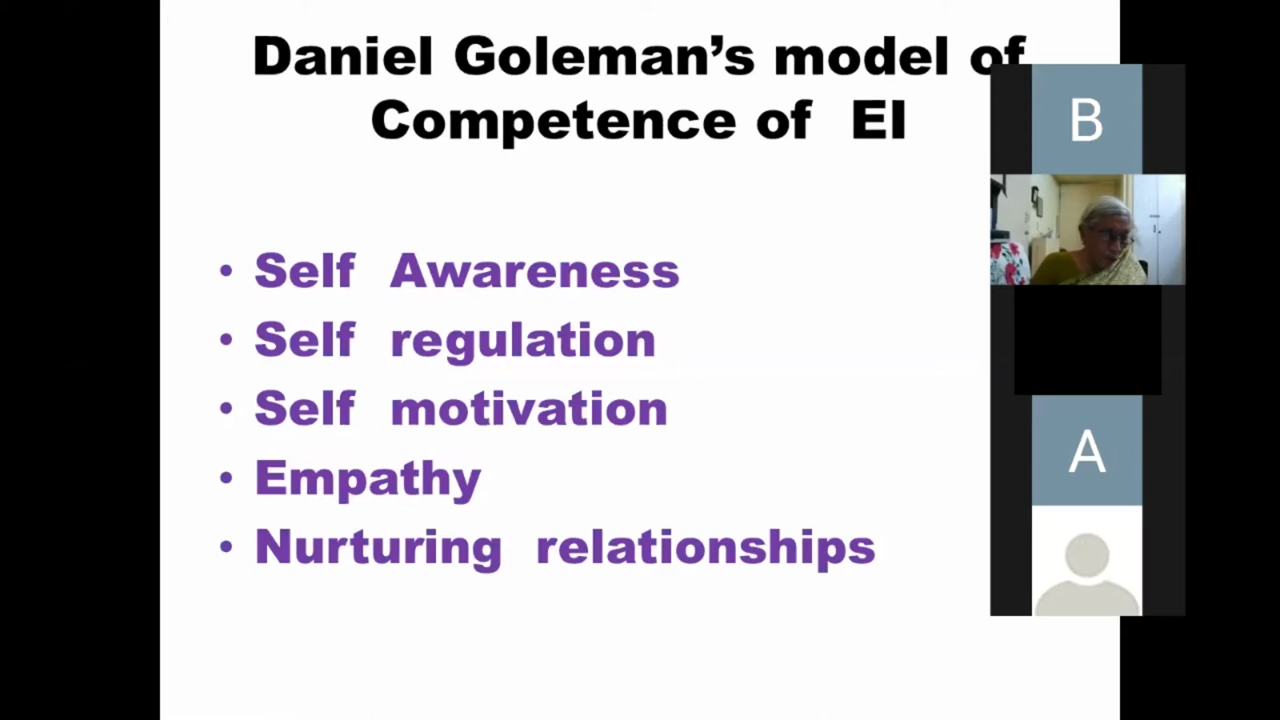 Daniel Goleman’s model of
Competence of EI
• Self Awareness
• Self regulation
• Self motivation
• Empathy
• Nurturing relationships
B
A